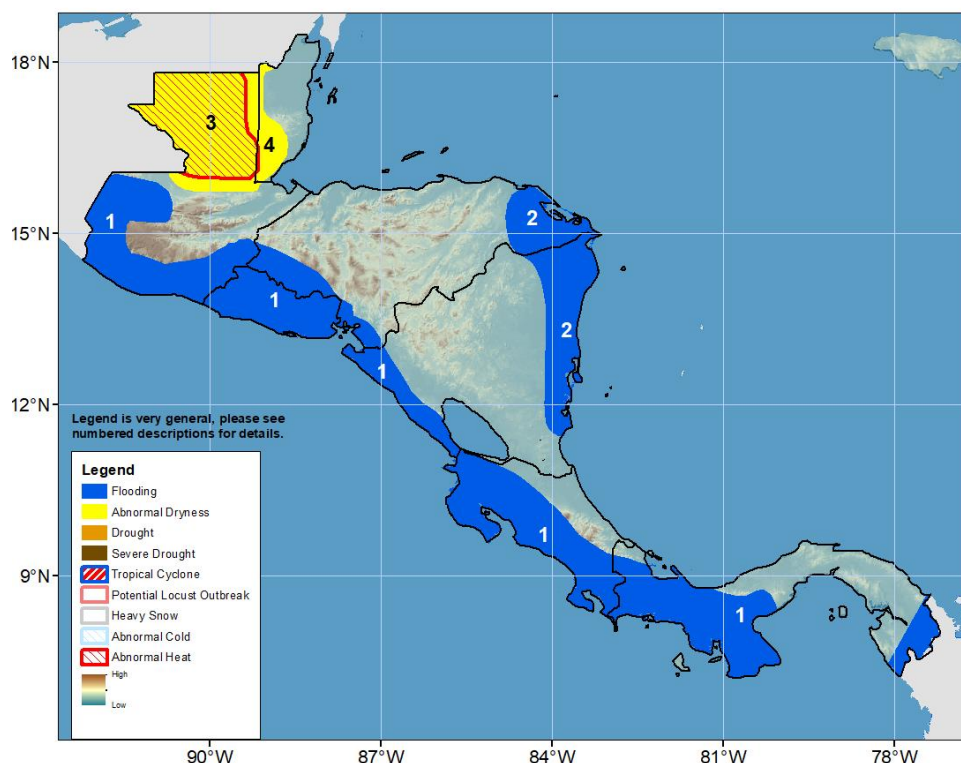 18°N
15°N
12°N
9°N
3
4
1
2
1
2
1
1
1
Legend is very general, please see
numbered descriptions for details.
Legend
Flooding
Abnormal Dryness
Drought
Severe Drought
Tropical Cyclone
Potential Locust Outbreak
Heavy Snow
Abnormal Cold
Abnormal Heat
High
Low
90°W
87°W
84°W
81°W
78°W